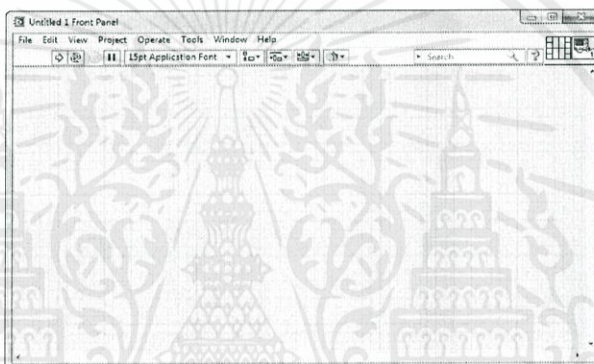 Untitled 1 Front Panel
File Edit View Project Operate Tools Window Help
15pt Application Font
Search